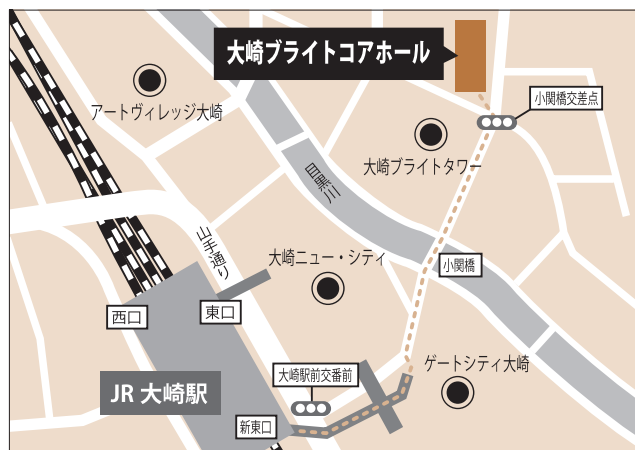 大崎ブライトコアホール
小関橋交差点
アートヴィレッジ大崎
大崎ブライトタワー
目黒川
山手通り
大崎ニュー・シティ
小関橋
東口
西口
ゲートシティ大崎
大崎駅前交番前
JR 大崎駅
新東口